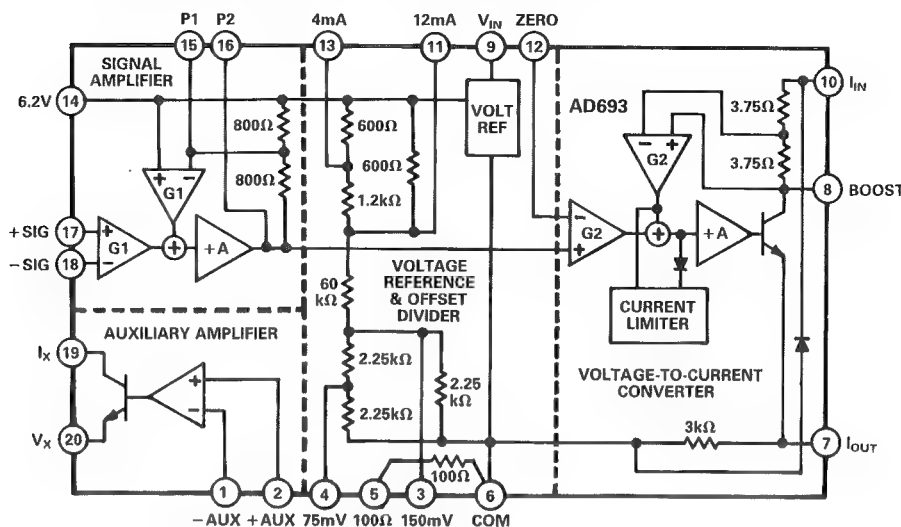 P1 P2 4mA 12mA VIN ZERO
15 16 13 11 9 12
SIGNAL
AMPLIFIER
6.2V 14
800Ω
800Ω
600Ω
600Ω
1.2kΩ
VOLT
REF
AD693
10 IIN
3.75Ω
3.75Ω
- +
G2
8 BOOST
+ -
G1
+SIG 17
-SIG 18
+
G1
-
+
+A
-
G2
+
+
+A
60
kΩ
VOLTAGE
REFERENCE
& OFFSET
DIVIDER
CURRENT
LIMITER
AUXILIARY AMPLIFIER
IX 19
VX 20
+
-
2.25kΩ
2.25kΩ
2.25
kΩ
VOLTAGE-TO-CURRENT
CONVERTER
3kΩ
7 IOUT
100Ω
1 2 4 5 3 6
-AUX +AUX 75mV 100Ω 150mV COM